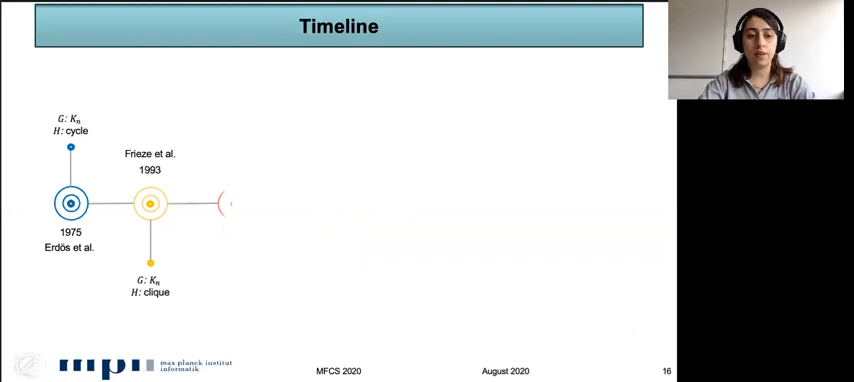 Timeline
G: Kₙ
H: cycle
Frieze et al.
1993
1975
Erdös et al.
G: Kₙ
H: clique
max planck institut
informatik
MFCS 2020
August 2020
16